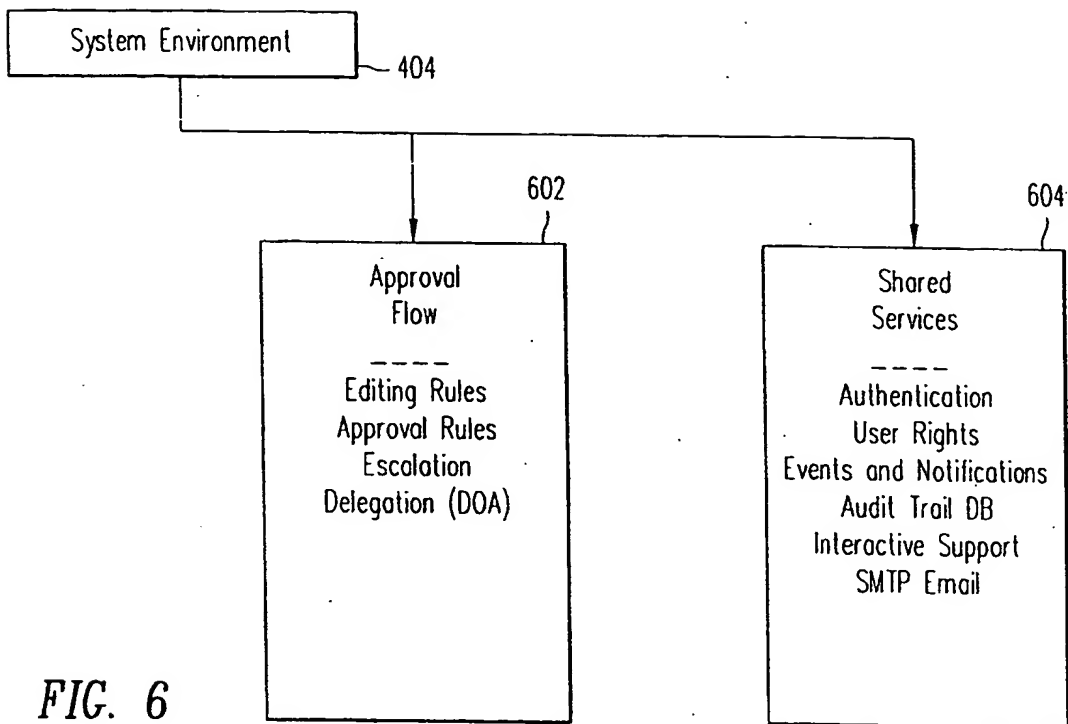 System Environment
404
602
Approval
Flow
----
Editing Rules
Approval Rules
Escalation
Delegation (DOA)
604
Shared
Services
----
Authentication
User Rights
Events and Notifications
Audit Trail DB
Interactive Support
SMTP Email
FIG. 6